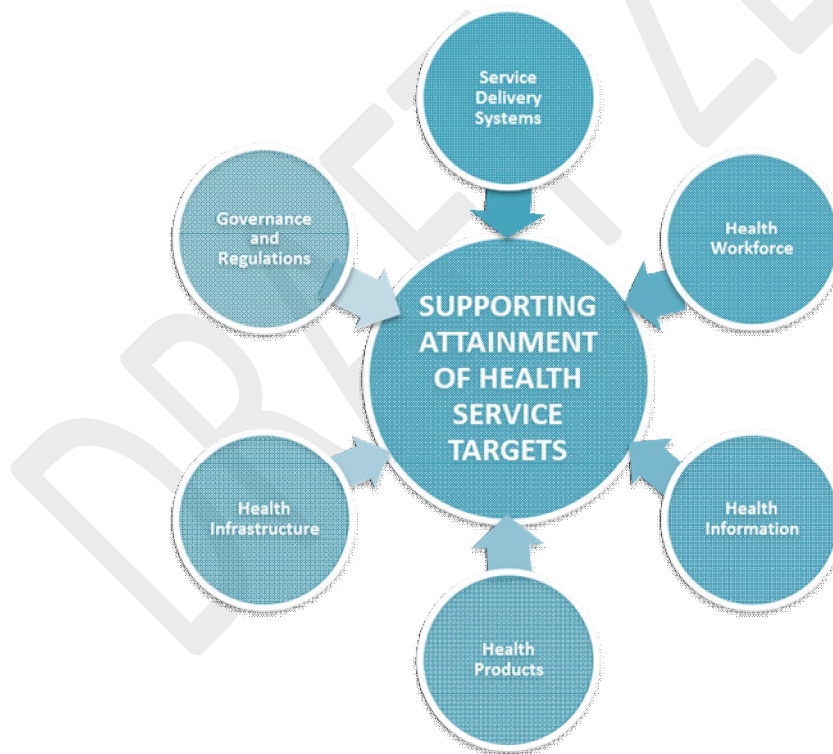 Service
Delivery
Systems
Governance
and
Regulations
Health
Workforce
SUPPORTING
ATTAINMENT
OF HEALTH
SERVICE
TARGETS
Health
Infrastructure
Health
Information
Health
Products
DRAFT